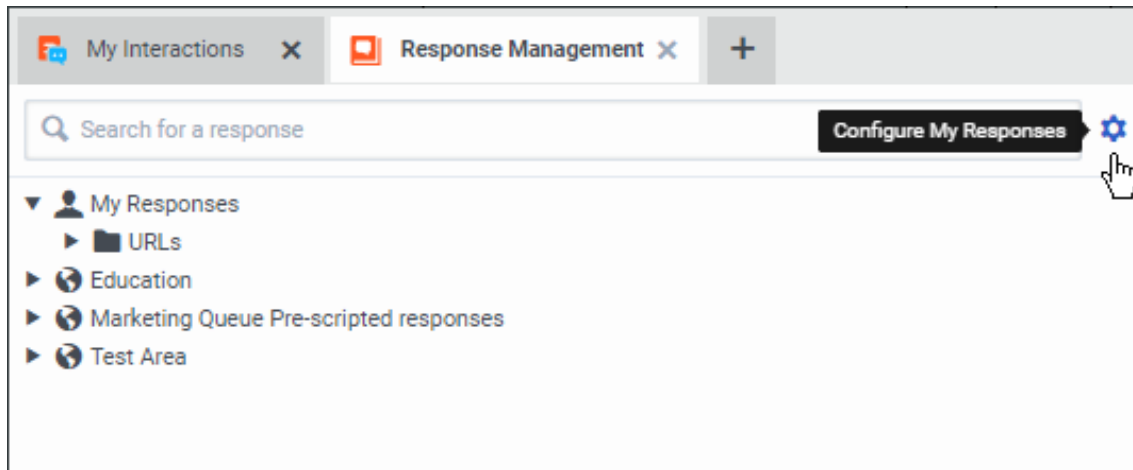 My Interactions
Response Management
Search for a response
Configure My Responses
My Responses
URLs
Education
Marketing Queue Pre-scripted responses
Test Area